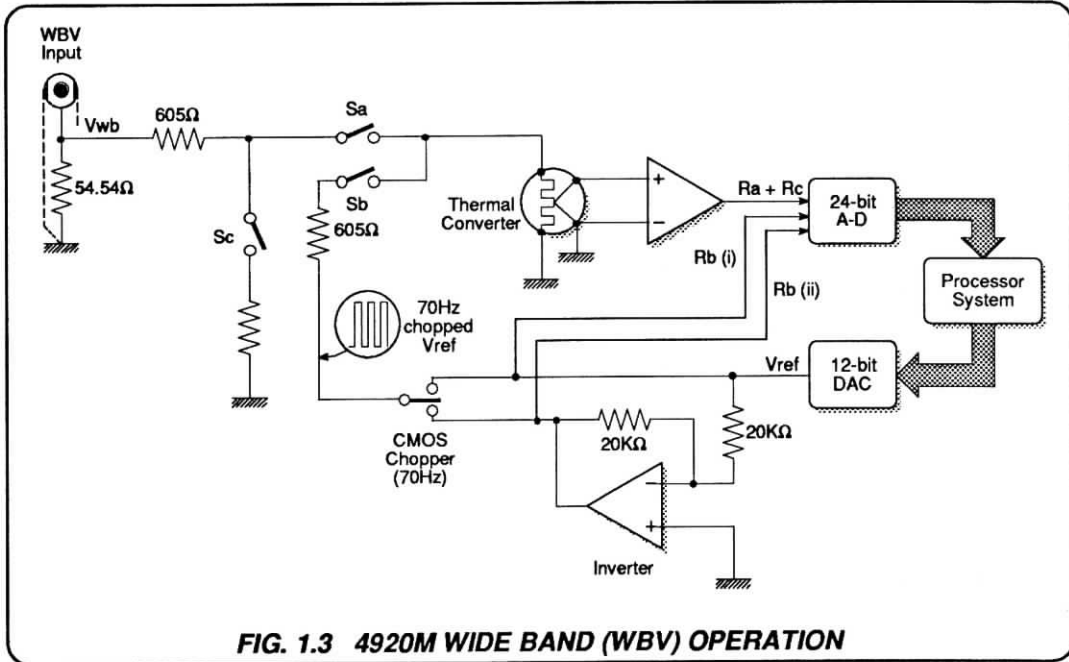 WBV
Input
Vwb
605Ω
Sa
54.54Ω
Sb
Sc
605Ω
Thermal
Converter
+
−
Ra + Rc
24-bit
A-D
Rb (i)
Rb (ii)
Processor
System
70Hz
chopped
Vref
Vref
12-bit
DAC
CMOS
Chopper
(70Hz)
20KΩ
20KΩ
−
+
Inverter
FIG. 1.3 4920M WIDE BAND (WBV) OPERATION